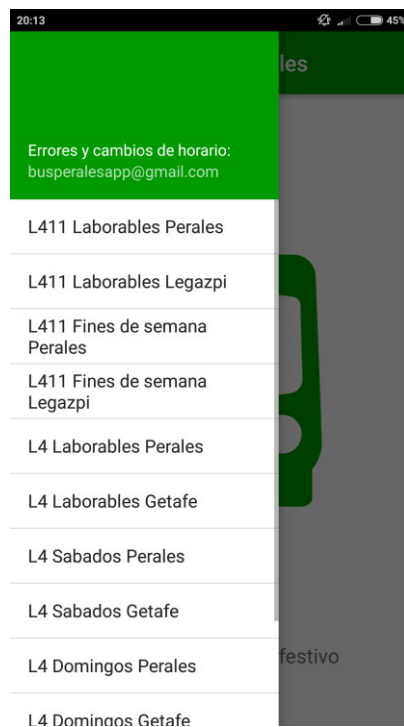 20:13
45%
les
Errores y cambios de horario:
busperalesapp@gmail.com
L411 Laborables Perales
L411 Laborables Legazpi
L411 Fines de semana
Perales
L411 Fines de semana
Legazpi
L4 Laborables Perales
L4 Laborables Getafe
L4 Sabados Perales
L4 Sabados Getafe
festivo
L4 Domingos Perales
L4 Domingos Getafe